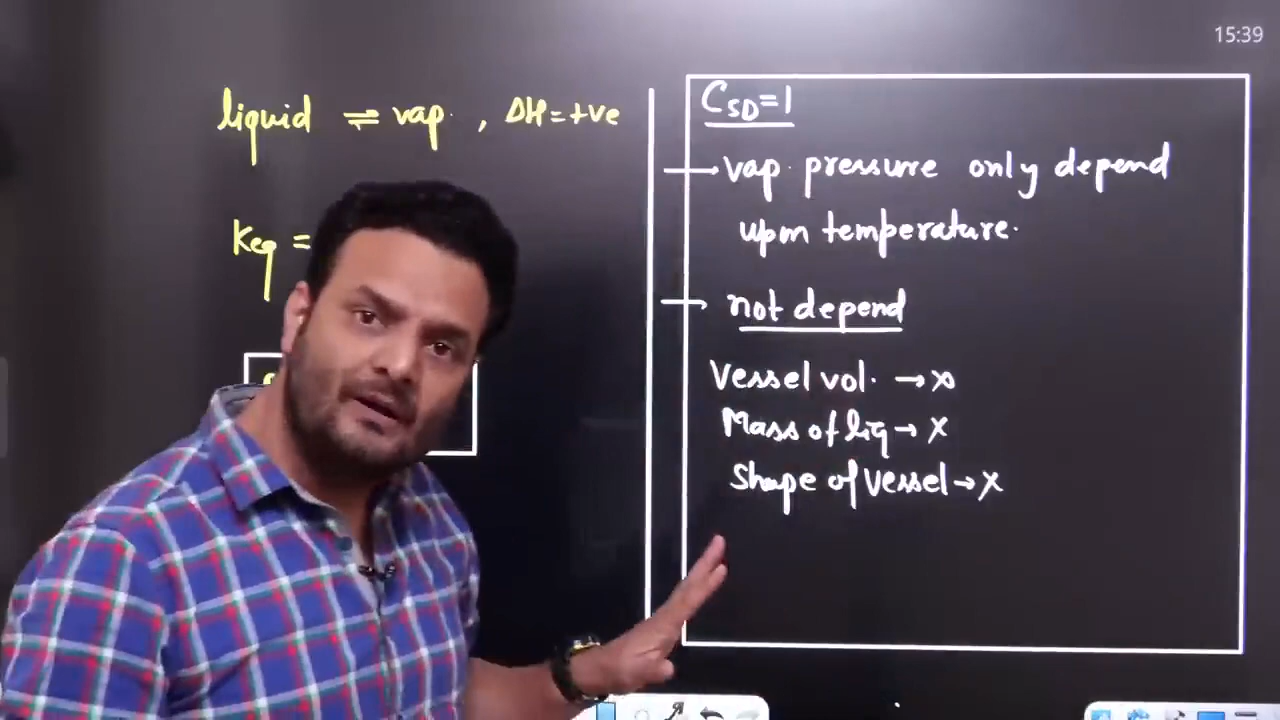 15:39
liquid ⇌ vap. , ΔH=+ve
Keq =
CSD=1
→ vap. pressure only depend
upm temperature.
→ not depend
Vessel vol. → x
Mass of liq → x
Shape of Vessel → x